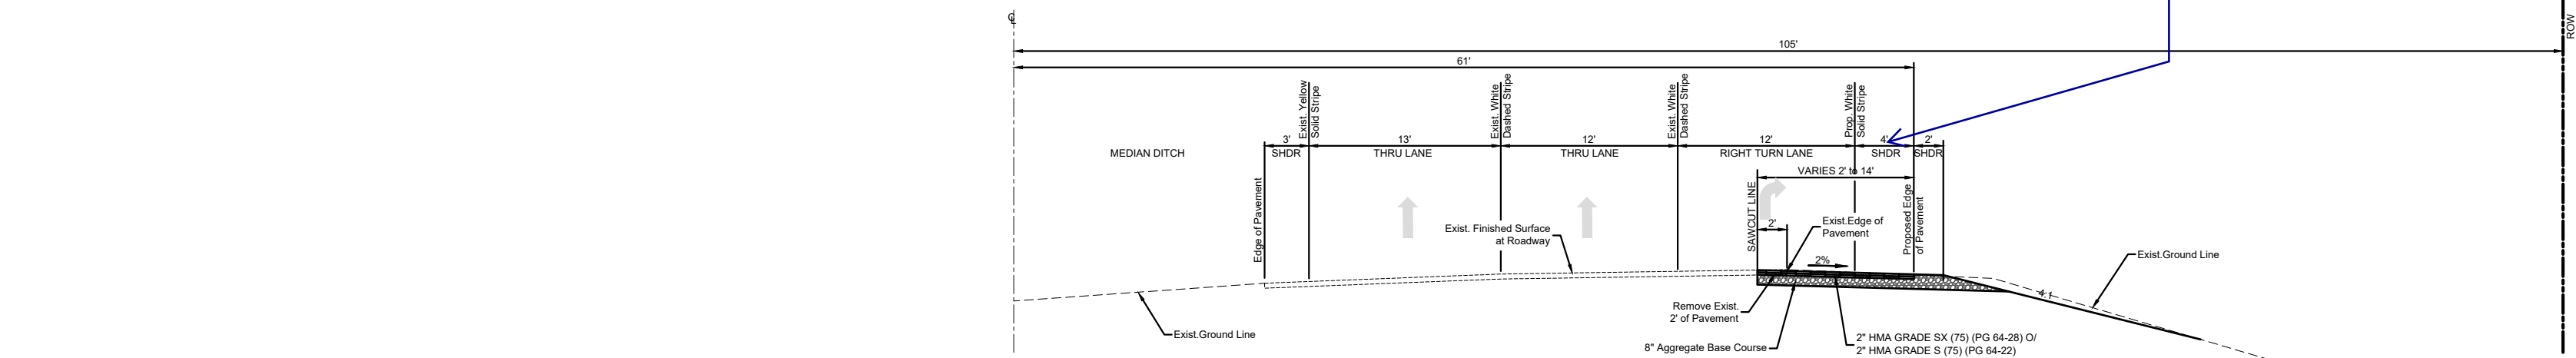 ℄
105'
ROW
61'
Exist. Yellow
Solid Stripe
Exist. White
Dashed Stripe
Exist. White
Dashed Stripe
Prop. White
Solid Stripe
3'
13'
12'
12'
4'
2'
MEDIAN DITCH
SHDR
THRU LANE
THRU LANE
RIGHT TURN LANE
SHDR
SHDR
VARIES 2' to 14'
Edge of Pavement
SAWCUT LINE
Proposed Edge
of Pavement
2'
Exist.Edge of
Pavement
Exist. Finished Surface
at Roadway
2%
Exist.Ground Line
4:1
Remove Exist.
2' of Pavement
Exist.Ground Line
8" Aggregate Base Course
2" HMA GRADE SX (75) (PG 64-28) O/
2" HMA GRADE S (75) (PG 64-22)